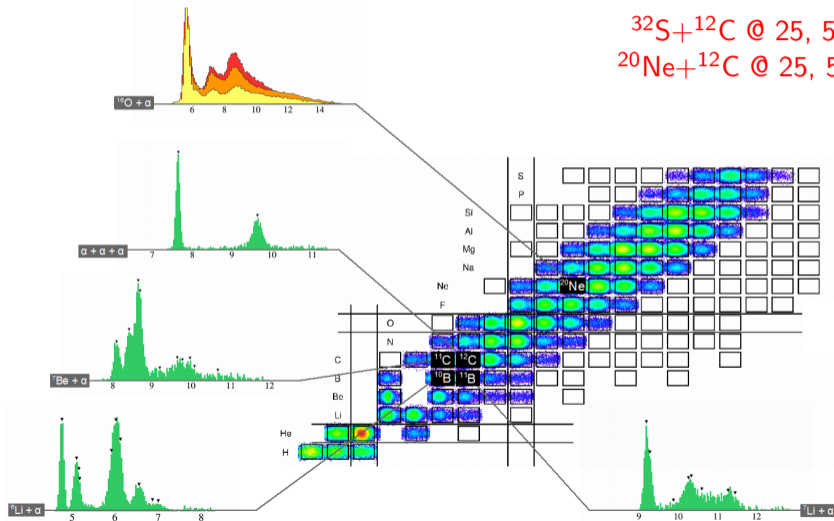 ³²S+¹²C @ 25, 5
²⁰Ne+¹²C @ 25, 5
¹⁶O + α
6 8 10 12 14
α + α + α
7 8 9 10 11
⁷Be + α
8 9 10 11 12
⁶Li + α
5 6 7 8
⁷Li + α
9 10 11 12
S
P
Si
Al
Mg
Na
Ne
²⁰Ne
F
O
N
C
¹¹C ¹²C
B
¹⁰B ¹¹B
Be
Li
He
H